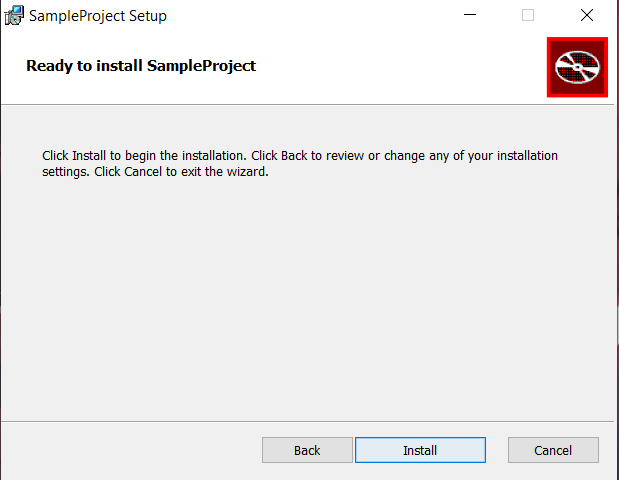 SampleProject Setup
Ready to install SampleProject
Click Install to begin the installation. Click Back to review or change any of your installation
settings. Click Cancel to exit the wizard.
Back Install Cancel